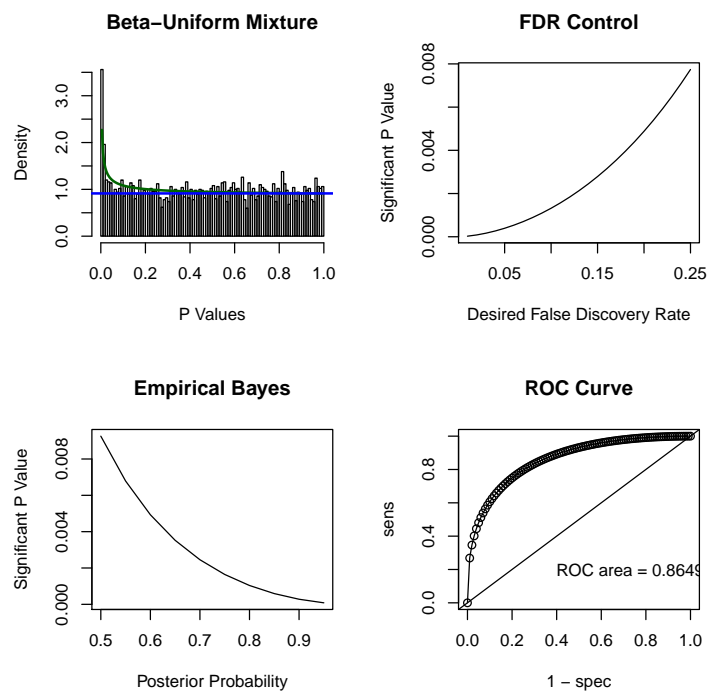 Beta−Uniform Mixture
Density
0.0 1.0 2.0 3.0
0.0 0.2 0.4 0.6 0.8 1.0
P Values
FDR Control
Significant P Value
0.000 0.004 0.008
0.05 0.15 0.25
Desired False Discovery Rate
Empirical Bayes
Significant P Value
0.000 0.004 0.008
0.5 0.6 0.7 0.8 0.9
Posterior Probability
ROC Curve
sens
0.0 0.4 0.8
ROC area = 0.8649
0.0 0.2 0.4 0.6 0.8 1.0
1 − spec